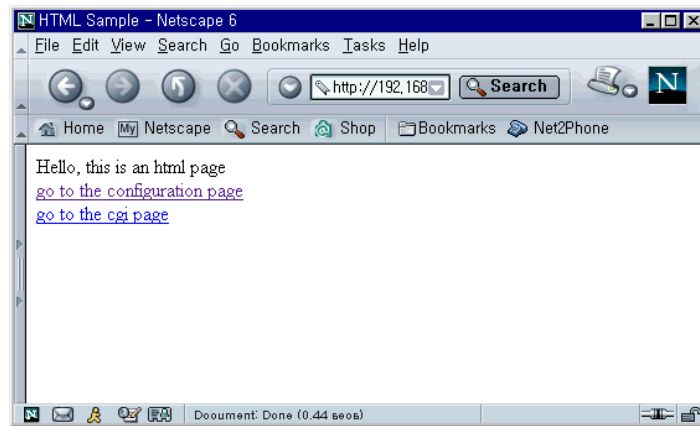 N HTML Sample - Netscape 6
File Edit View Search Go Bookmarks Tasks Help
http://192,168 Search N
Home My Netscape Search Shop Bookmarks Net2Phone
Hello, this is an html page
go to the configuration page
go to the cgi page
N Document: Done (0.44 secs)